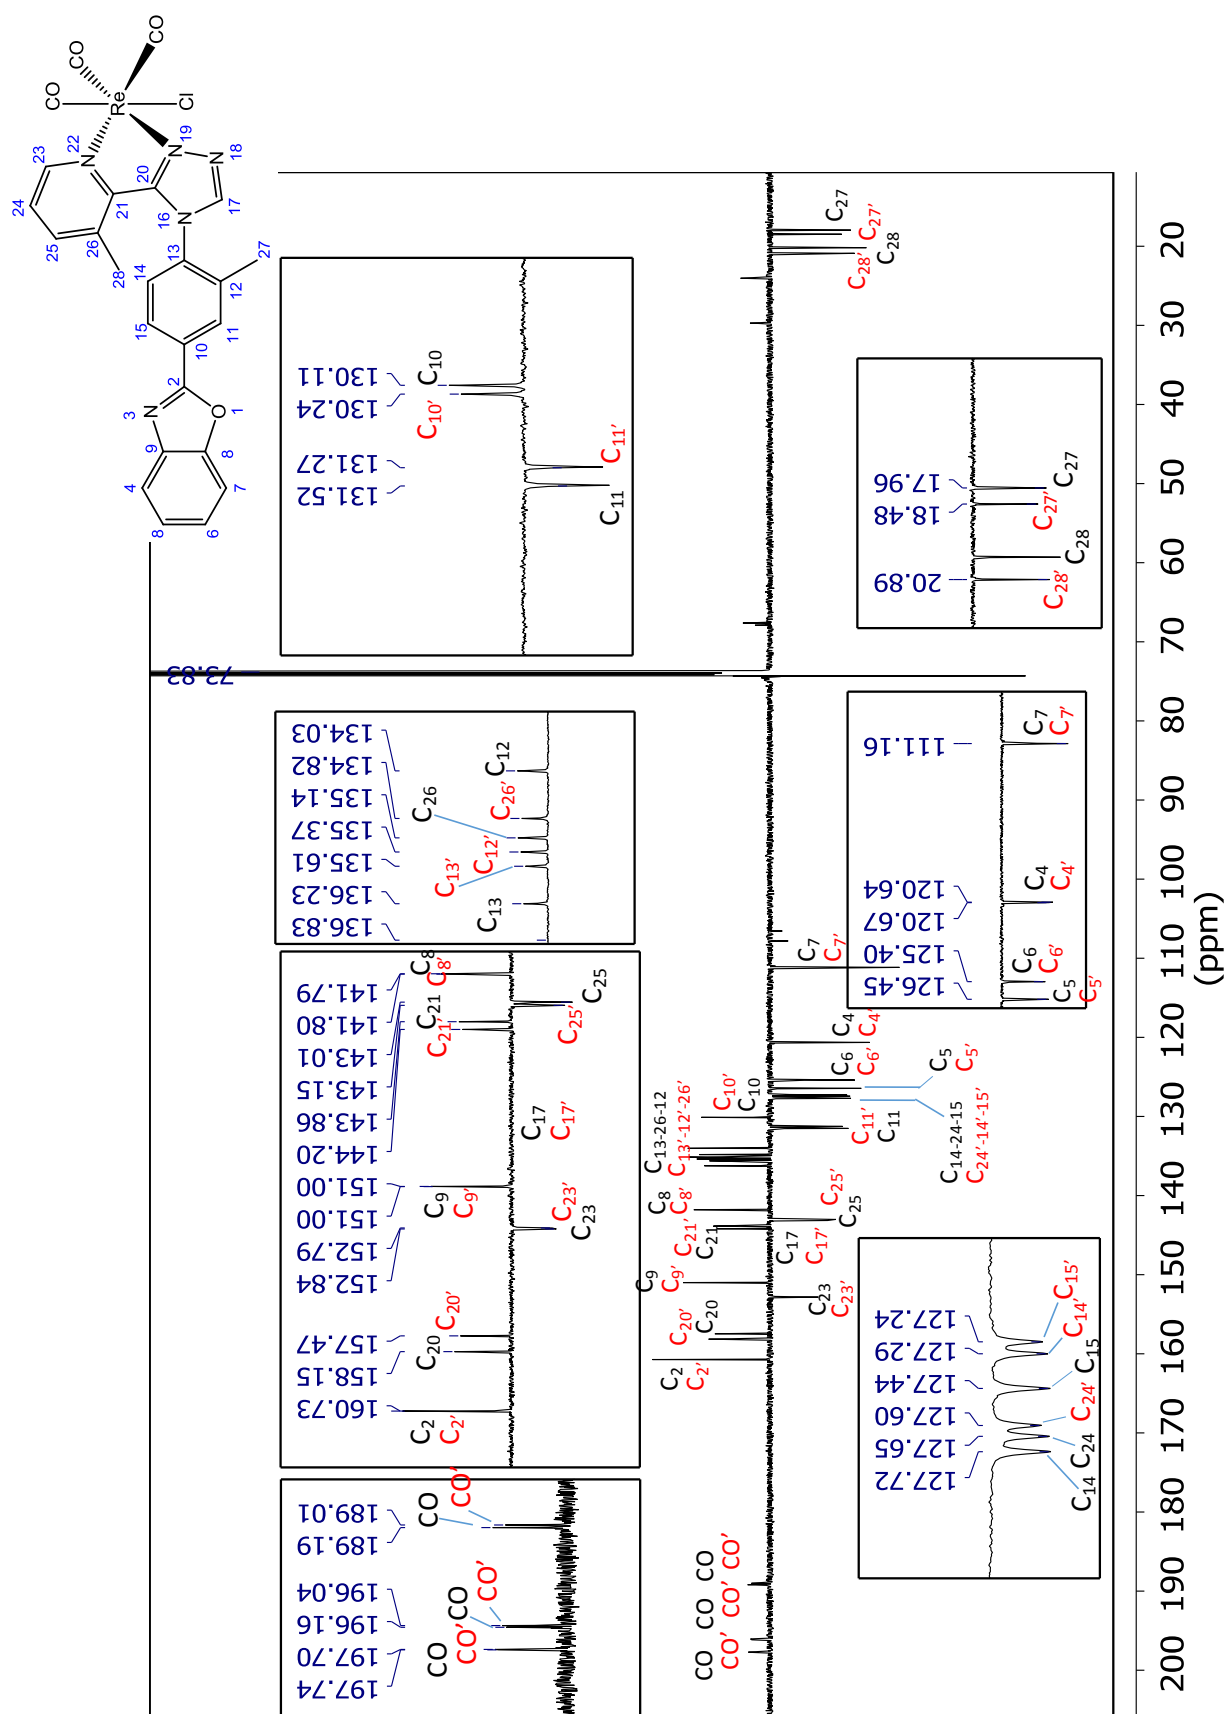 CO
CO
CO
Re
Cl
N
22
23
24
25
26
28
21
20
N
19
N
18
17
16
N
13
14
15
12
27
11
10
2
N
3
O
1
9
8
4
7
8
6
130.11
130.24
131.27
131.52
C10
C10'
C11'
C11
134.03
134.82
135.14
135.37
135.61
136.23
136.83
C12
C26
C26'
C12'
C13'
C13
141.79
141.80
143.01
143.15
143.86
144.20
151.00
151.00
152.79
152.84
157.47
158.15
160.73
C8
C8'
C21
C21'
C25
C25'
C17
C17'
C9
C9'
C23'
C23
C20'
C20
C2
C2'
189.01
189.19
196.04
196.16
197.70
197.74
CO
CO'
CO
CO'
CO
CO'
73.83
17.96
18.48
20.89
C27
C27'
C28
C28'
C27
C27'
C28'
C28
111.16
120.64
120.67
125.40
126.45
C7
C7'
C4
C4'
C6
C6'
C5
C5'
C7
C7'
C4
C4'
C6
C6'
C5
C5'
C10'
C10
C11'
C11
C13-26-12
C13'-12'-26'
C14-24-15
C24'-14'-15'
C8
C8'
C25'
C25
C21'
C21
C17
C17'
C9
C9'
C23
C23'
C20'
C20
C2
C2'
CO CO CO
CO' CO' CO'
127.24
127.29
127.44
127.60
127.65
127.72
C15'
C14'
C15
C24'
C24
C14
200 190 180 170 160 150 140 130 120 110 100 90 80 70 60 50 40 30 20
(ppm)